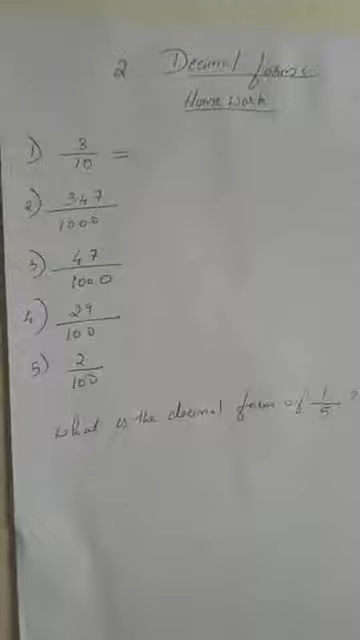 2 Decimal forms
Home work
1) 3/10 =
2) 347/1000
3) 47/1000
4) 29/100
5) 2/100
What is the decimal form of 1/5 ?